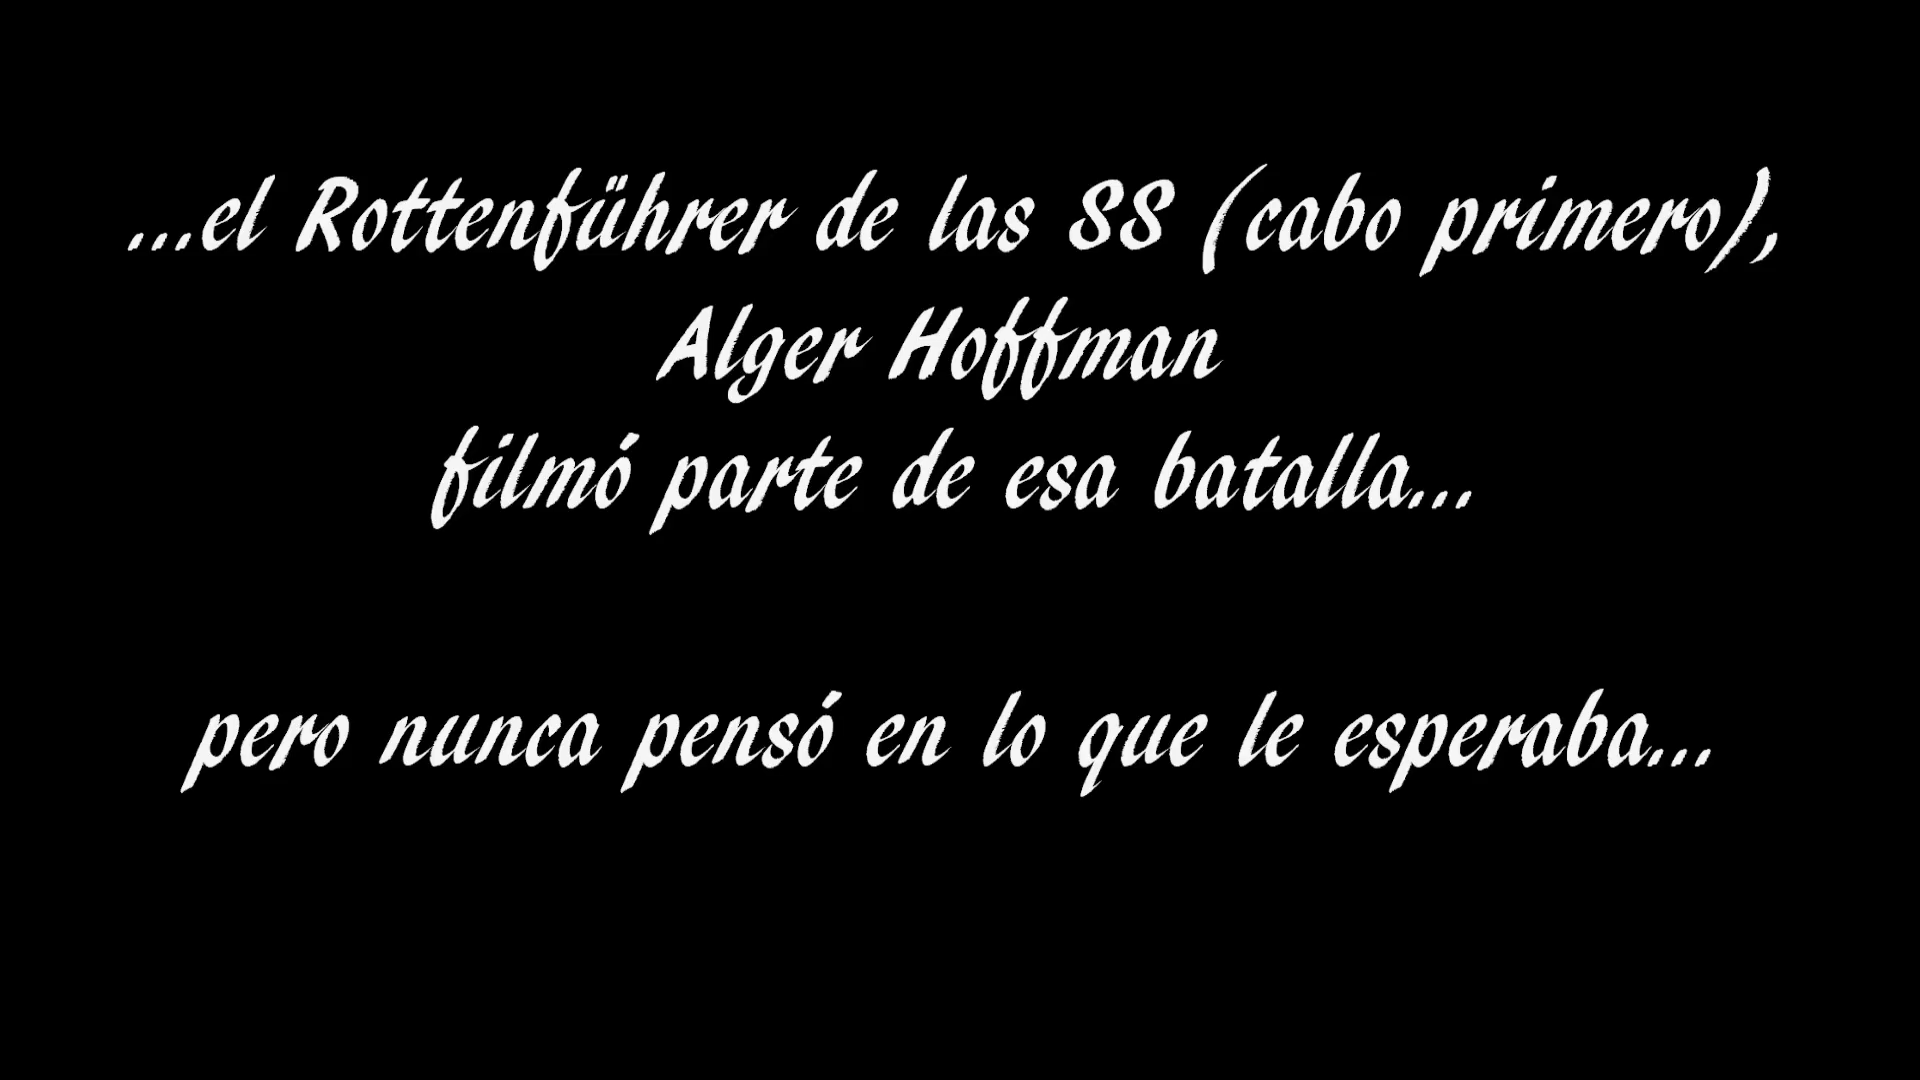 ...el Rottenführer de las SS (cabo primero),
Alger Hoffman
filmó parte de esa batalla...
pero nunca pensó en lo que le esperaba...